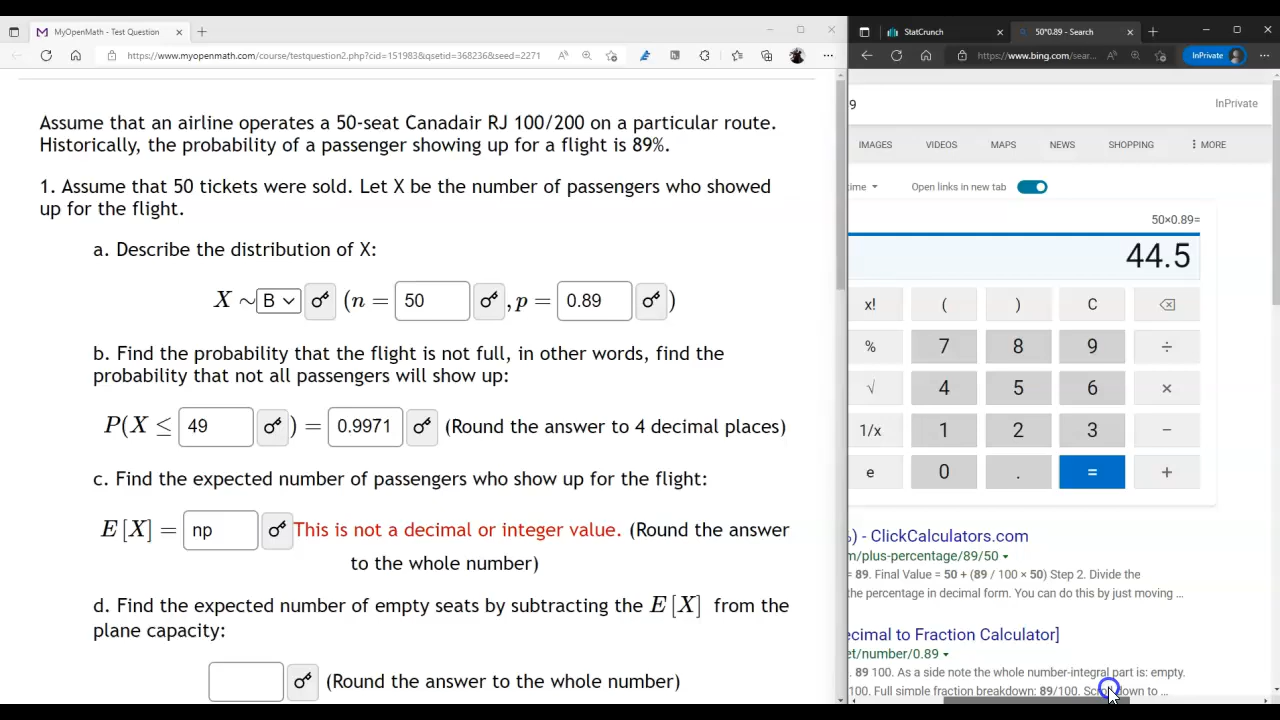 MyOpenMath - Test Question
https://www.myopenmath.com/course/testquestion2.php?cid=151983&qsetid=368236&seed=2271
Assume that an airline operates a 50-seat Canadair RJ 100/200 on a particular route.
Historically, the probability of a passenger showing up for a flight is 89%.
1. Assume that 50 tickets were sold. Let X be the number of passengers who showed
up for the flight.
a. Describe the distribution of X:
X ~ B (n = 50 , p = 0.89 )
b. Find the probability that the flight is not full, in other words, find the
probability that not all passengers will show up:
P(X ≤ 49 ) = 0.9971 (Round the answer to 4 decimal places)
c. Find the expected number of passengers who show up for the flight:
E[X] = np This is not a decimal or integer value. (Round the answer
to the whole number)
d. Find the expected number of empty seats by subtracting the E[X] from the
plane capacity:
(Round the answer to the whole number)
StatCrunch
50*0.89 - Search
https://www.bing.com/sear...
InPrivate
9
InPrivate
IMAGES VIDEOS MAPS NEWS SHOPPING MORE
time Open links in new tab
50×0.89=
44.5
x! ( ) C
% 7 8 9 ÷
√ 4 5 6 ×
1/x 1 2 3 −
e 0 . = +
%) - ClickCalculators.com
m/plus-percentage/89/50
= 89. Final Value = 50 + (89 / 100 × 50) Step 2. Divide the
the percentage in decimal form. You can do this by just moving ...
ecimal to Fraction Calculator]
et/number/0.89
. 89 100. As a side note the whole number-integral part is: empty.
100. Full simple fraction breakdown: 89/100. Scroll down to ...